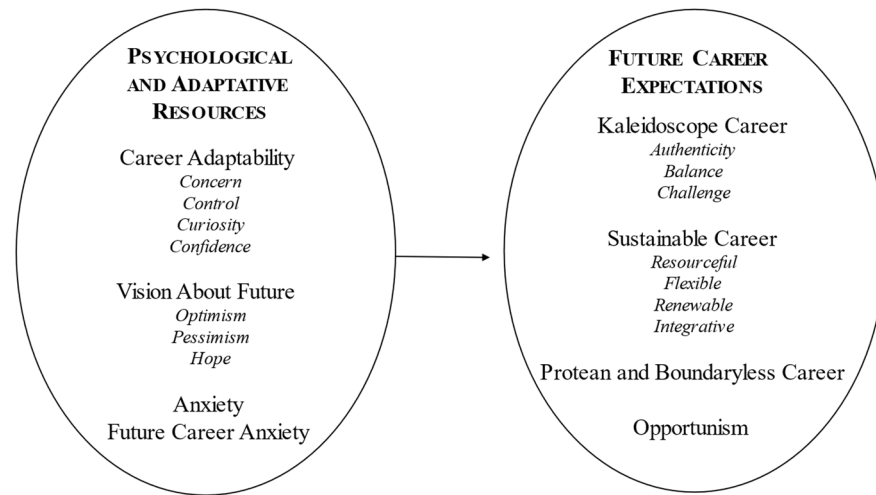 PSYCHOLOGICAL
AND ADAPTATIVE
RESOURCES
Career Adaptability
Concern
Control
Curiosity
Confidence
Vision About Future
Optimism
Pessimism
Hope
Anxiety
Future Career Anxiety
FUTURE CAREER
EXPECTATIONS
Kaleidoscope Career
Authenticity
Balance
Challenge
Sustainable Career
Resourceful
Flexible
Renewable
Integrative
Protean and Boundaryless Career
Opportunism